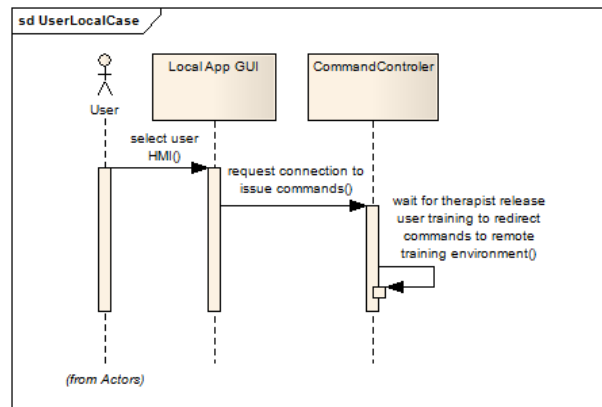 sd UserLocalCase
Local App GUI
CommandControler
User
select user
HMI()
request connection to
issue commands()
wait for therapist release
user training to redirect
commands to remote
training environment()
(from Actors)